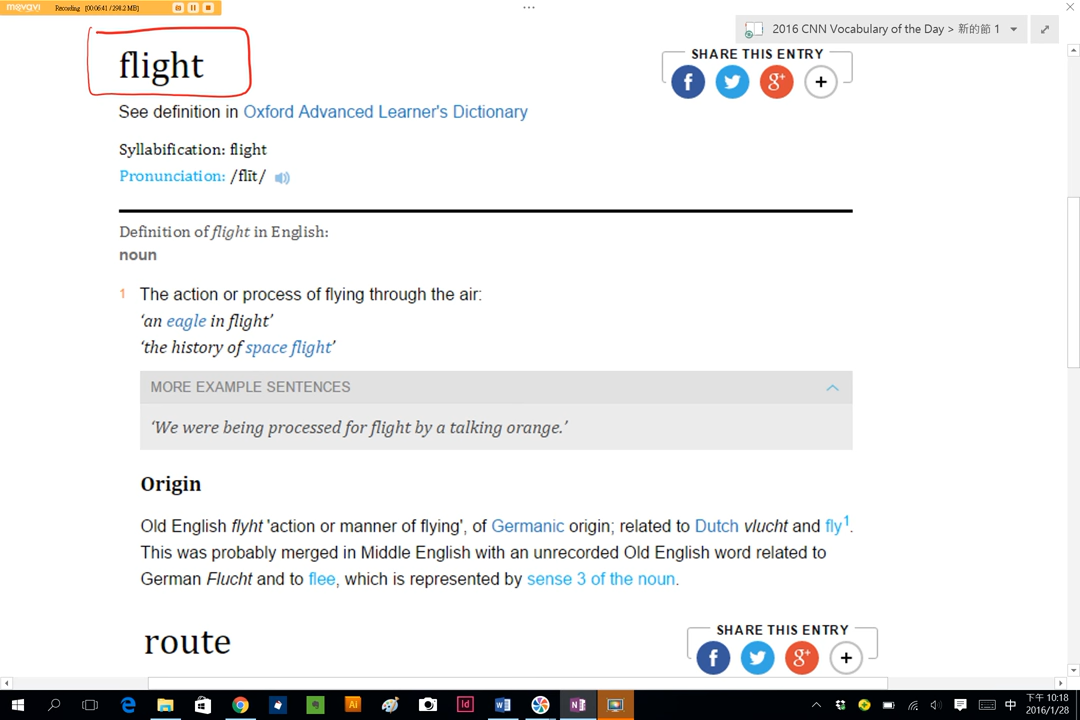 movavi Recording [00:06:41 / 298.2 MB]
2016 CNN Vocabulary of the Day > 新的節 1
flight
SHARE THIS ENTRY
See definition in Oxford Advanced Learner's Dictionary
Syllabification: flight
Pronunciation: /flīt/
Definition of flight in English:
noun
1 The action or process of flying through the air:
‘an eagle in flight’
‘the history of space flight’
MORE EXAMPLE SENTENCES
‘We were being processed for flight by a talking orange.’
Origin
Old English flyht 'action or manner of flying', of Germanic origin; related to Dutch vlucht and fly1.
This was probably merged in Middle English with an unrecorded Old English word related to
German Flucht and to flee, which is represented by sense 3 of the noun.
route
SHARE THIS ENTRY
中
下午 10:18
2016/1/28